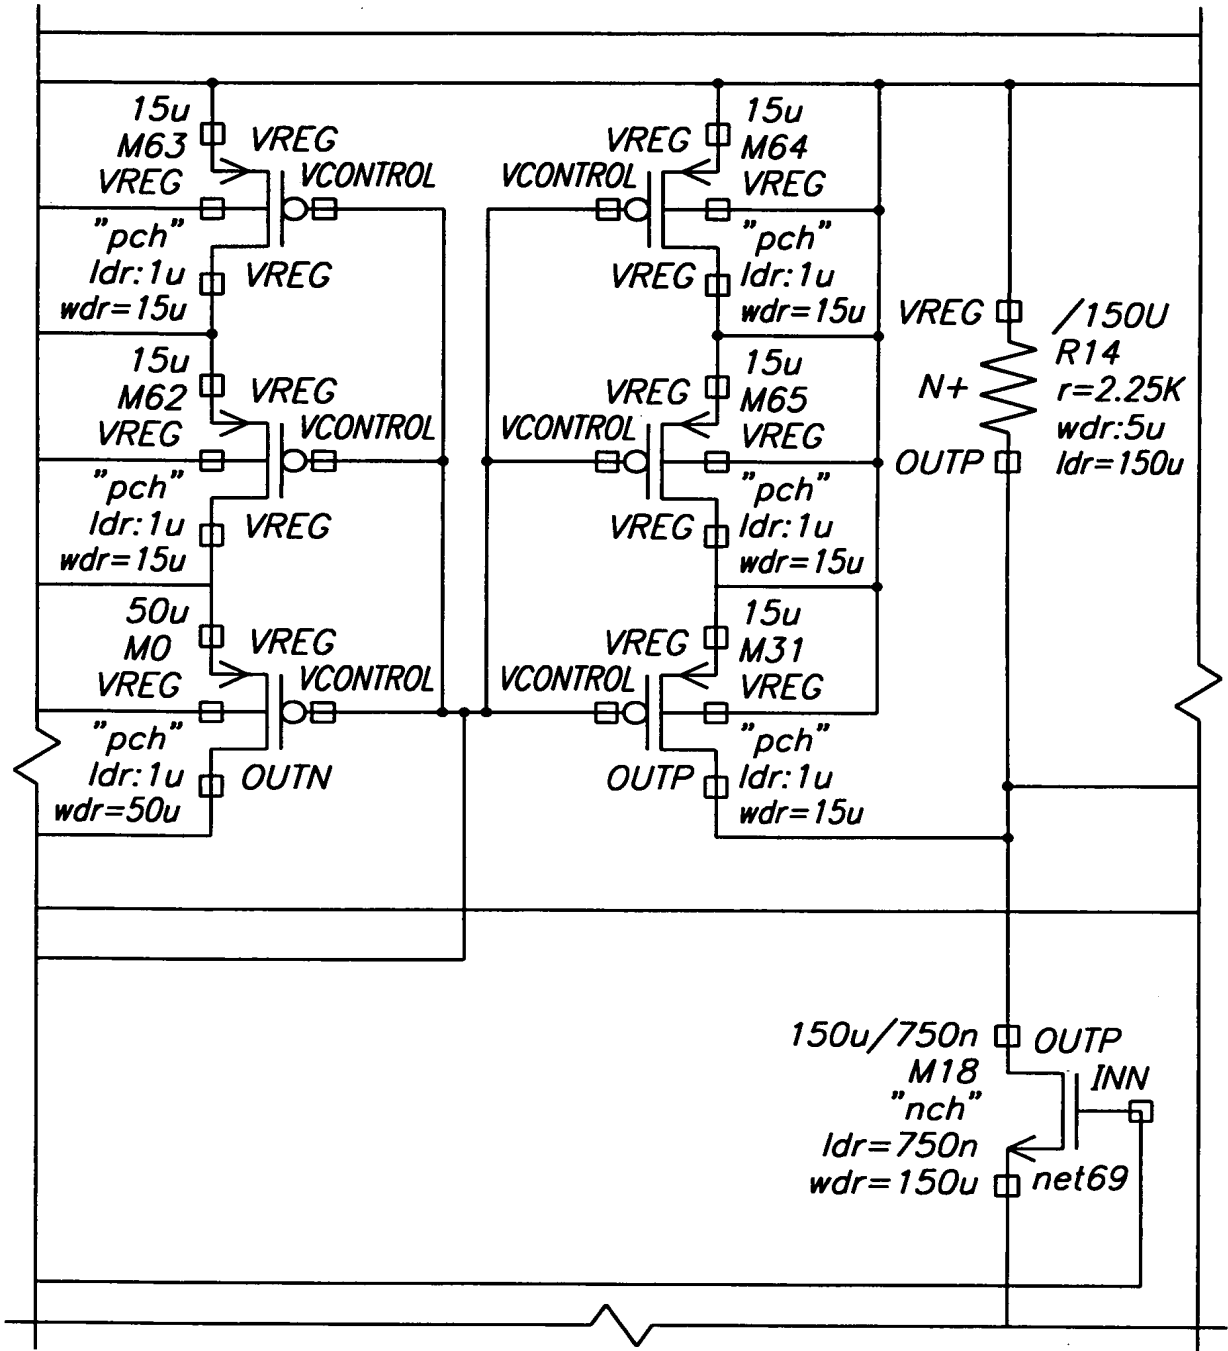 15u
M63
VREG
VREG
VCONTROL
"pch"
ldr:1u
VREG
wdr=15u
15u
M62
VREG
VREG
VCONTROL
"pch"
ldr:1u
VREG
wdr=15u
50u
M0
VREG
VREG
VCONTROL
"pch"
ldr:1u
OUTN
wdr=50u
15u
VREG
M64
VCONTROL
VREG
"pch"
VREG
ldr:1u
wdr=15u
15u
VREG
M65
VCONTROL
VREG
"pch"
VREG
ldr:1u
wdr=15u
15u
VREG
M31
VCONTROL
VREG
"pch"
OUTP
ldr:1u
wdr=15u
VREG
/150U
R14
N+
r=2.25K
wdr:5u
OUTP
ldr=150u
150u/750n
OUTP
M18
INN
"nch"
ldr=750n
wdr=150u
net69